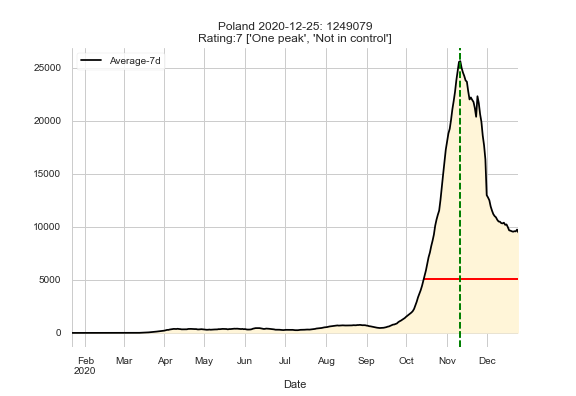 Poland 2020-12-25: 1249079
Rating:7 ['One peak', 'Not in control']
Average-7d
25000
20000
15000
10000
5000
0
Feb Mar Apr May Jun Jul Aug Sep Oct Nov Dec
2020
Date